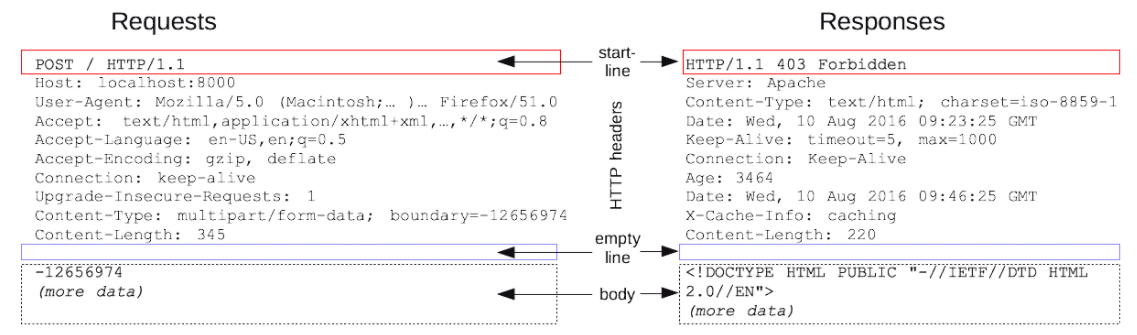 Requests
POST / HTTP/1.1
Host: localhost:8000
User-Agent: Mozilla/5.0 (Macintosh;… )… Firefox/51.0
Accept: text/html,application/xhtml+xml,…,*/*;q=0.8
Accept-Language: en-US,en;q=0.5
Accept-Encoding: gzip, deflate
Connection: keep-alive
Upgrade-Insecure-Requests: 1
Content-Type: multipart/form-data; boundary=-12656974
Content-Length: 345
-12656974
(more data)
start-
line
HTTP headers
empty
line
body
Responses
HTTP/1.1 403 Forbidden
Server: Apache
Content-Type: text/html; charset=iso-8859-1
Date: Wed, 10 Aug 2016 09:23:25 GMT
Keep-Alive: timeout=5, max=1000
Connection: Keep-Alive
Age: 3464
Date: Wed, 10 Aug 2016 09:46:25 GMT
X-Cache-Info: caching
Content-Length: 220
<!DOCTYPE HTML PUBLIC "-//IETF//DTD HTML
2.0//EN">
(more data)